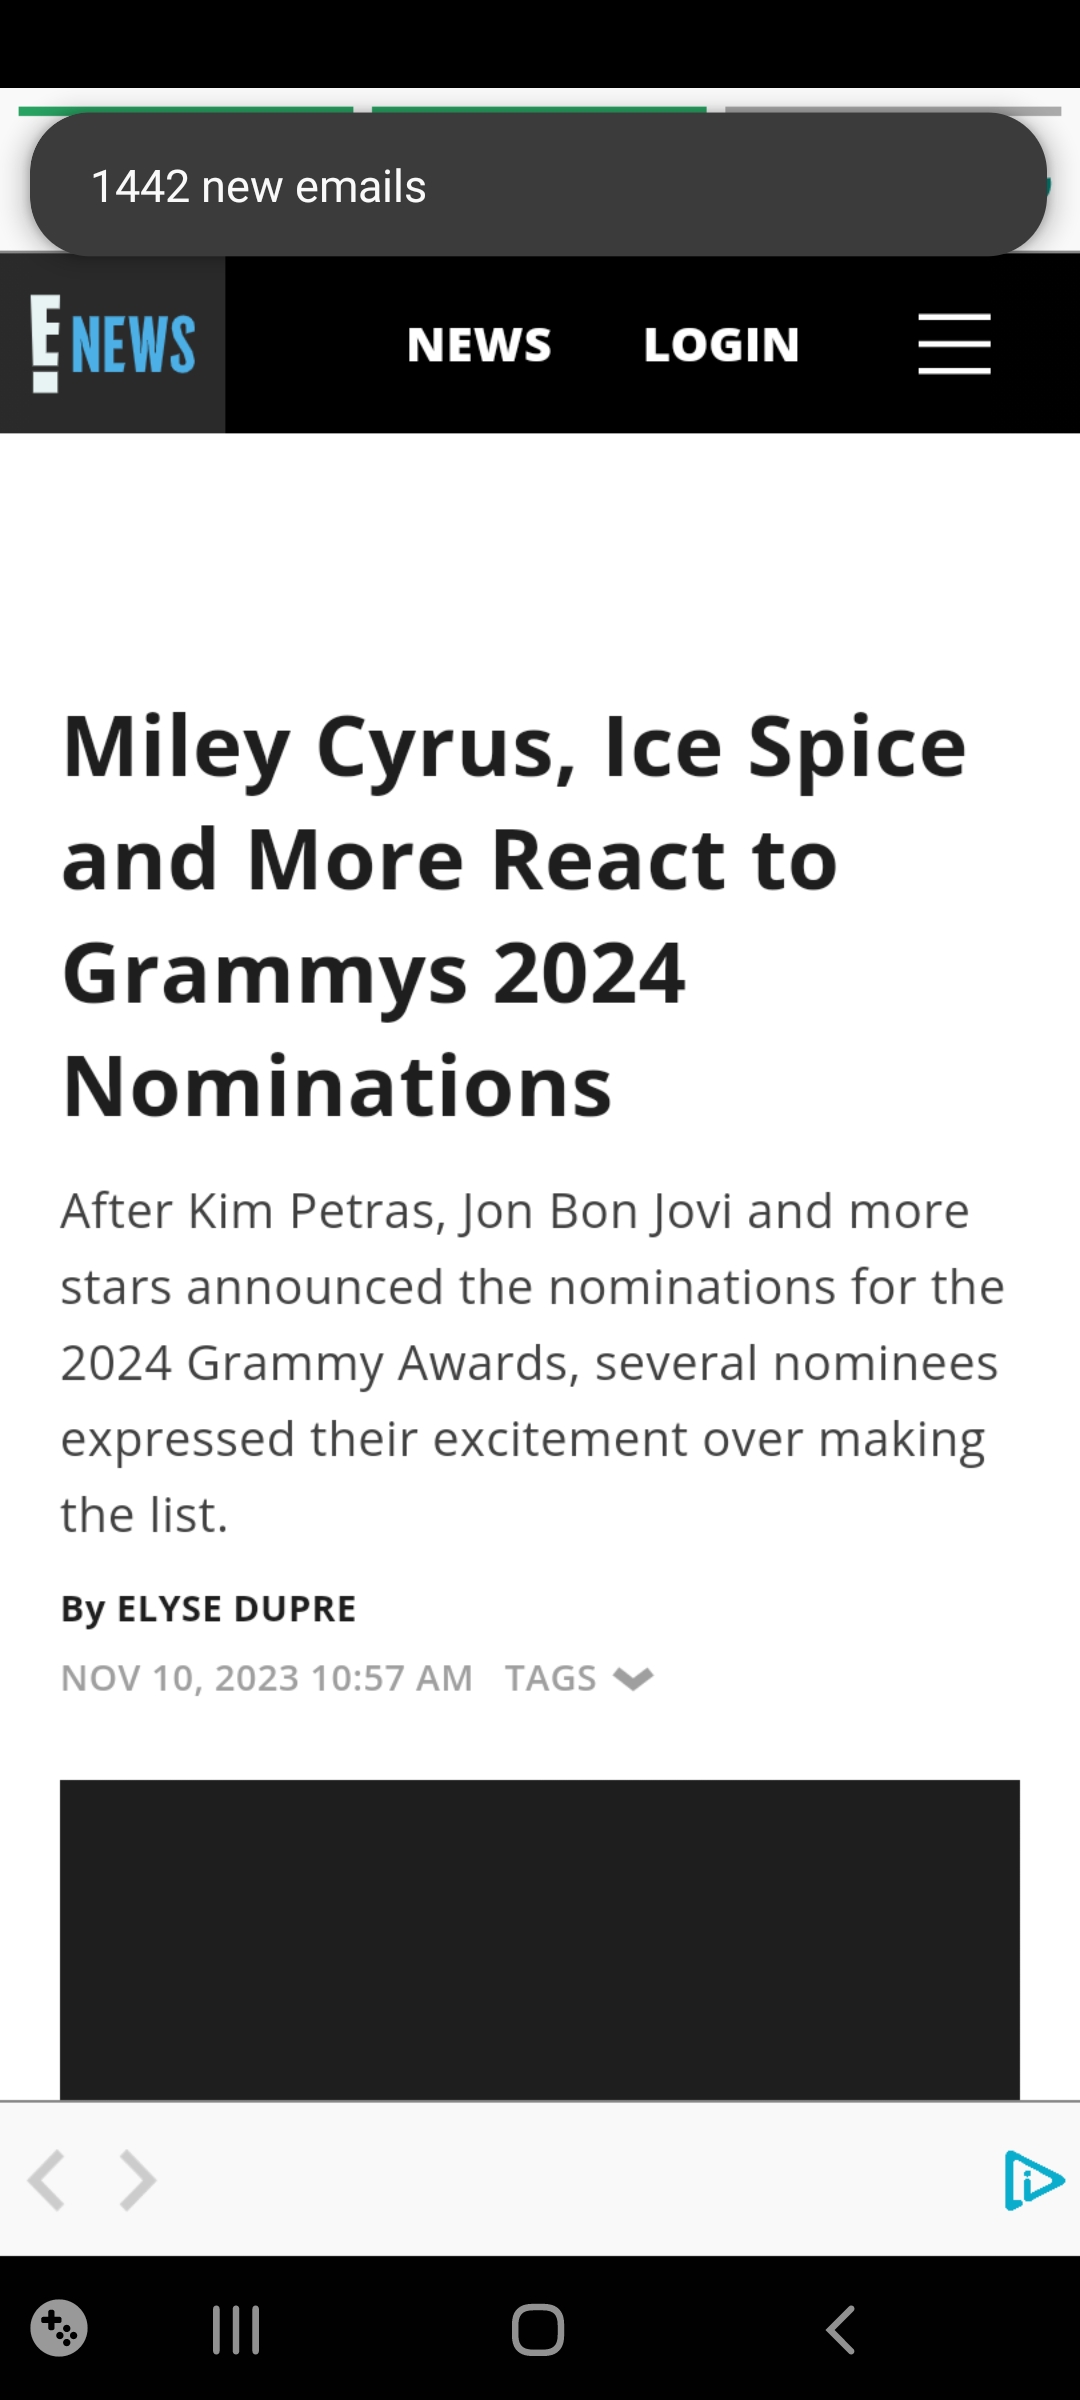 1442 new emails
E! NEWS
NEWS
LOGIN
Miley Cyrus, Ice Spice
and More React to
Grammys 2024
Nominations
After Kim Petras, Jon Bon Jovi and more
stars announced the nominations for the
2024 Grammy Awards, several nominees
expressed their excitement over making
the list.
By ELYSE DUPRE
NOV 10, 2023 10:57 AM TAGS